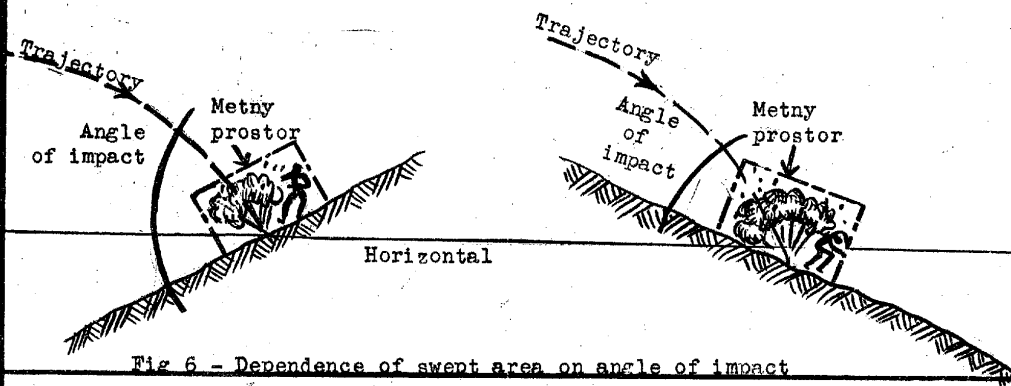 Trajectory
Metny
prostor
Angle
of impact
Trajectory
Angle
of
impact
Metny
prostor
Horizontal
Fig 6 - Dependence of swept area on angle of impact